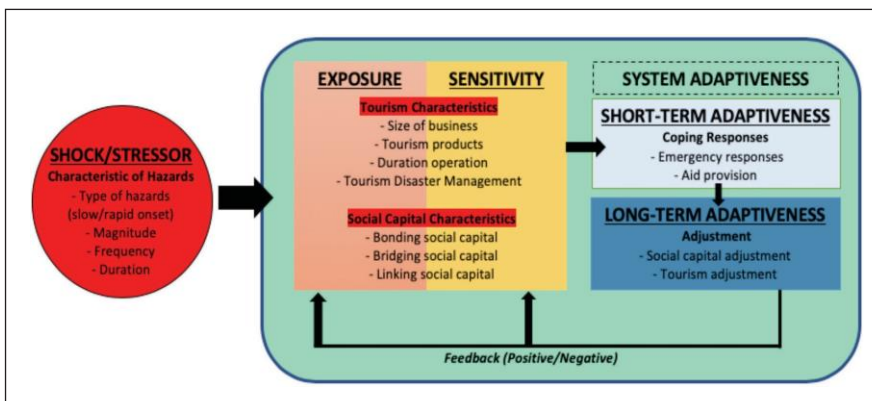 SHOCK/STRESSOR
Characteristic of Hazards
- Type of hazards
(slow/rapid onset)
- Magnitude
- Frequency
- Duration
EXPOSURE
SENSITIVITY
Tourism Characteristics
- Size of business
- Tourism products
- Duration operation
- Tourism Disaster Management
Social Capital Characteristics
- Bonding social capital
- Bridging social capital
- Linking social capital
SYSTEM ADAPTIVENESS
SHORT-TERM ADAPTIVENESS
Coping Responses
- Emergency responses
- Aid provision
LONG-TERM ADAPTIVENESS
Adjustment
- Social capital adjustment
- Tourism adjustment
Feedback (Positive/Negative)